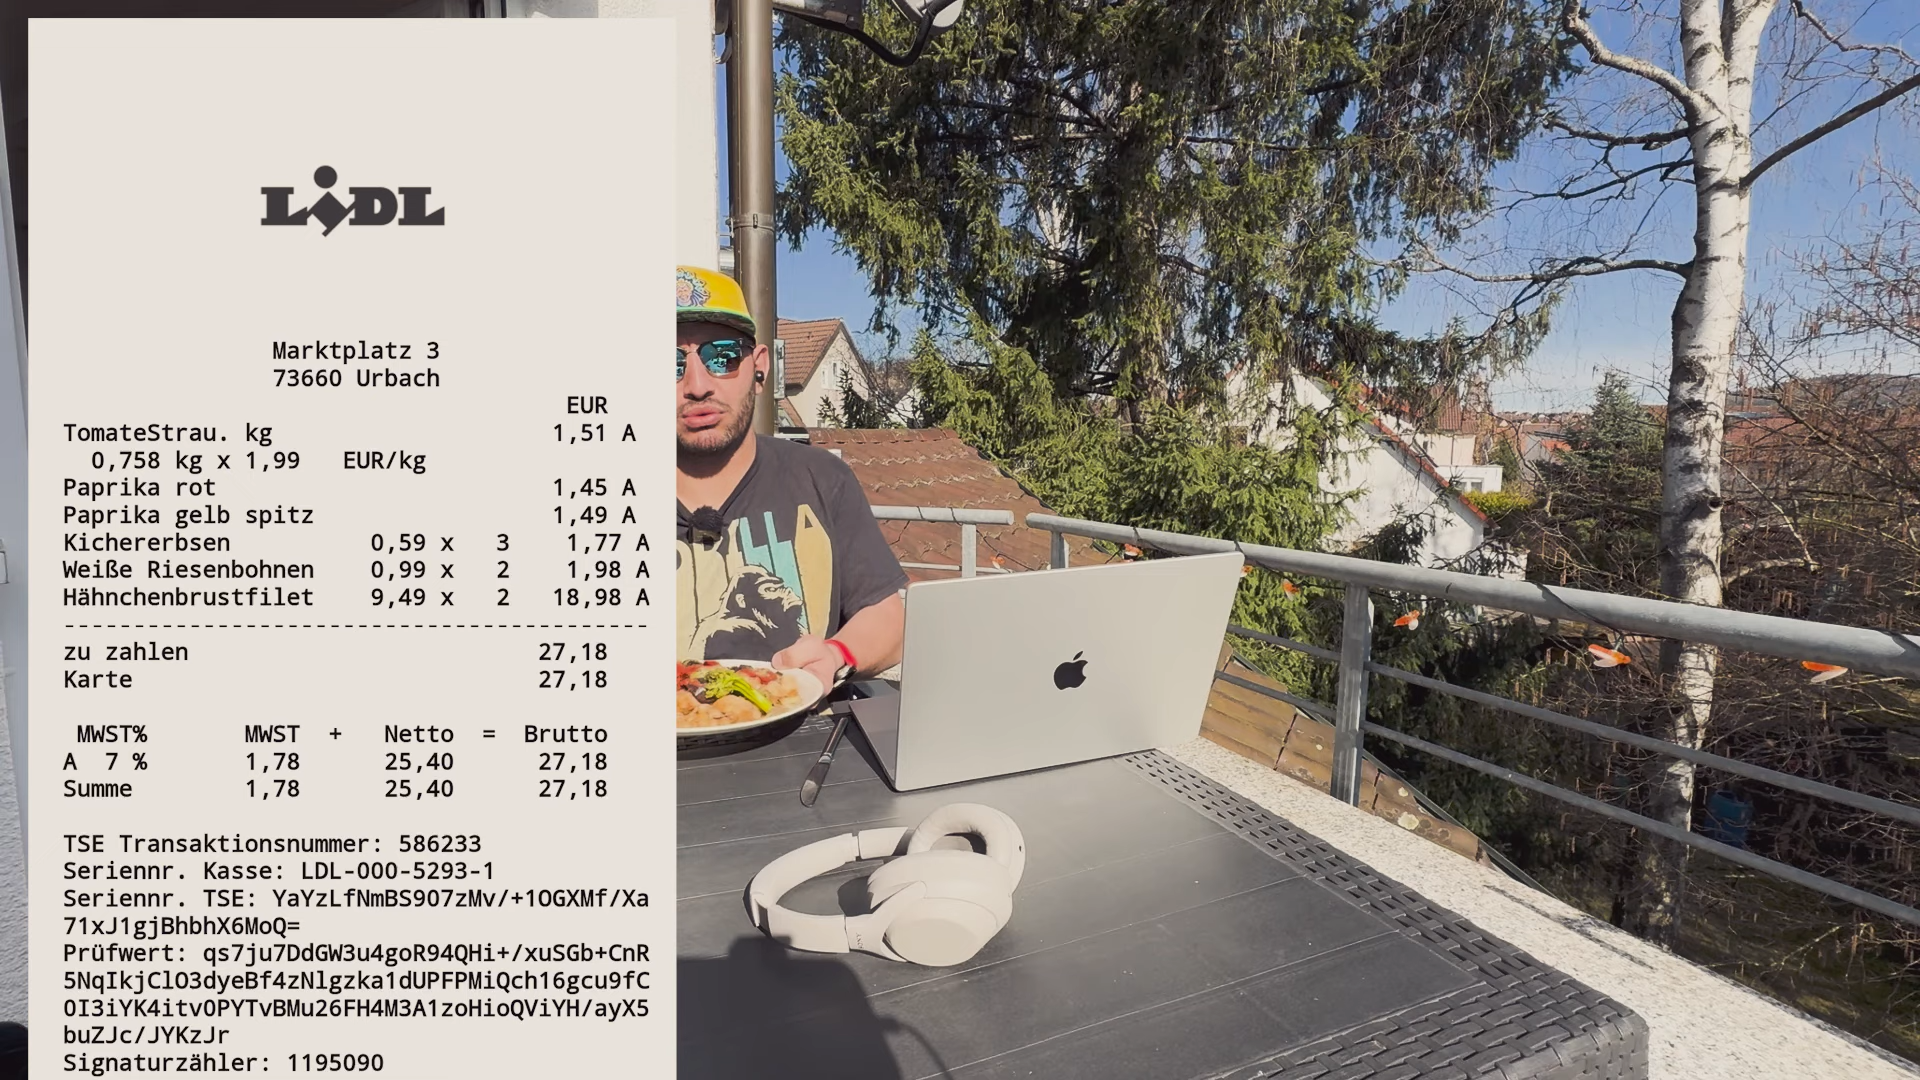 LIDL
Marktplatz 3
73660 Urbach
EUR
TomateStrau. kg 1,51 A
0,758 kg x 1,99 EUR/kg
Paprika rot 1,45 A
Paprika gelb spitz 1,49 A
Kichererbsen 0,59 x 3 1,77 A
Weiße Riesenbohnen 0,99 x 2 1,98 A
Hähnchenbrustfilet 9,49 x 2 18,98 A
------------------------------------------
zu zahlen 27,18
Karte 27,18
MWST% MWST + Netto = Brutto
A 7 % 1,78 25,40 27,18
Summe 1,78 25,40 27,18
TSE Transaktionsnummer: 586233
Seriennr. Kasse: LDL-000-5293-1
Seriennr. TSE: YaYzLfNmBS907zMv/+1OGXMf/Xa
71xJ1gjBhbhX6MoQ=
Prüfwert: qs7ju7DdGW3u4goR94QHi+/xuSGb+CnR
5NqIkjClO3dyeBf4zNlgzka1dUPFPMiQch16gcu9fC
0I3iYK4itv0PYTvBMu26FH4M3A1zoHioQViYH/ayX5
buZJc/JYKzJr
Signaturzähler: 1195090